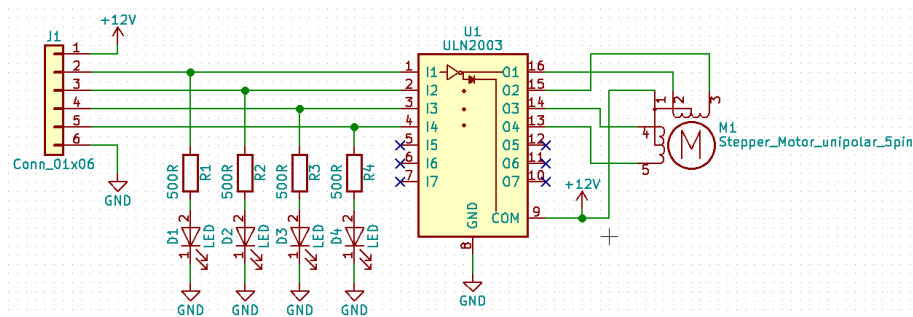 +12V
J1
1
2
3
4
5
6
Conn_01x06
GND
500R
R1
500R
R2
500R
R3
500R
R4
2
D1
LED
1
2
D2
LED
1
2
D3
LED
1
2
D4
LED
1
GND
GND
GND
GND
U1
ULN2003
1 I1 O1 16
2 I2 O2 15
3 I3 O3 14
4 I4 O4 13
5 I5 O5 12
6 I6 O6 11
7 I7 O7 10
COM 9
GND
8
GND
+12V
1
2
3
4
5
M
M1
Stepper_Motor_unipolar_5pin